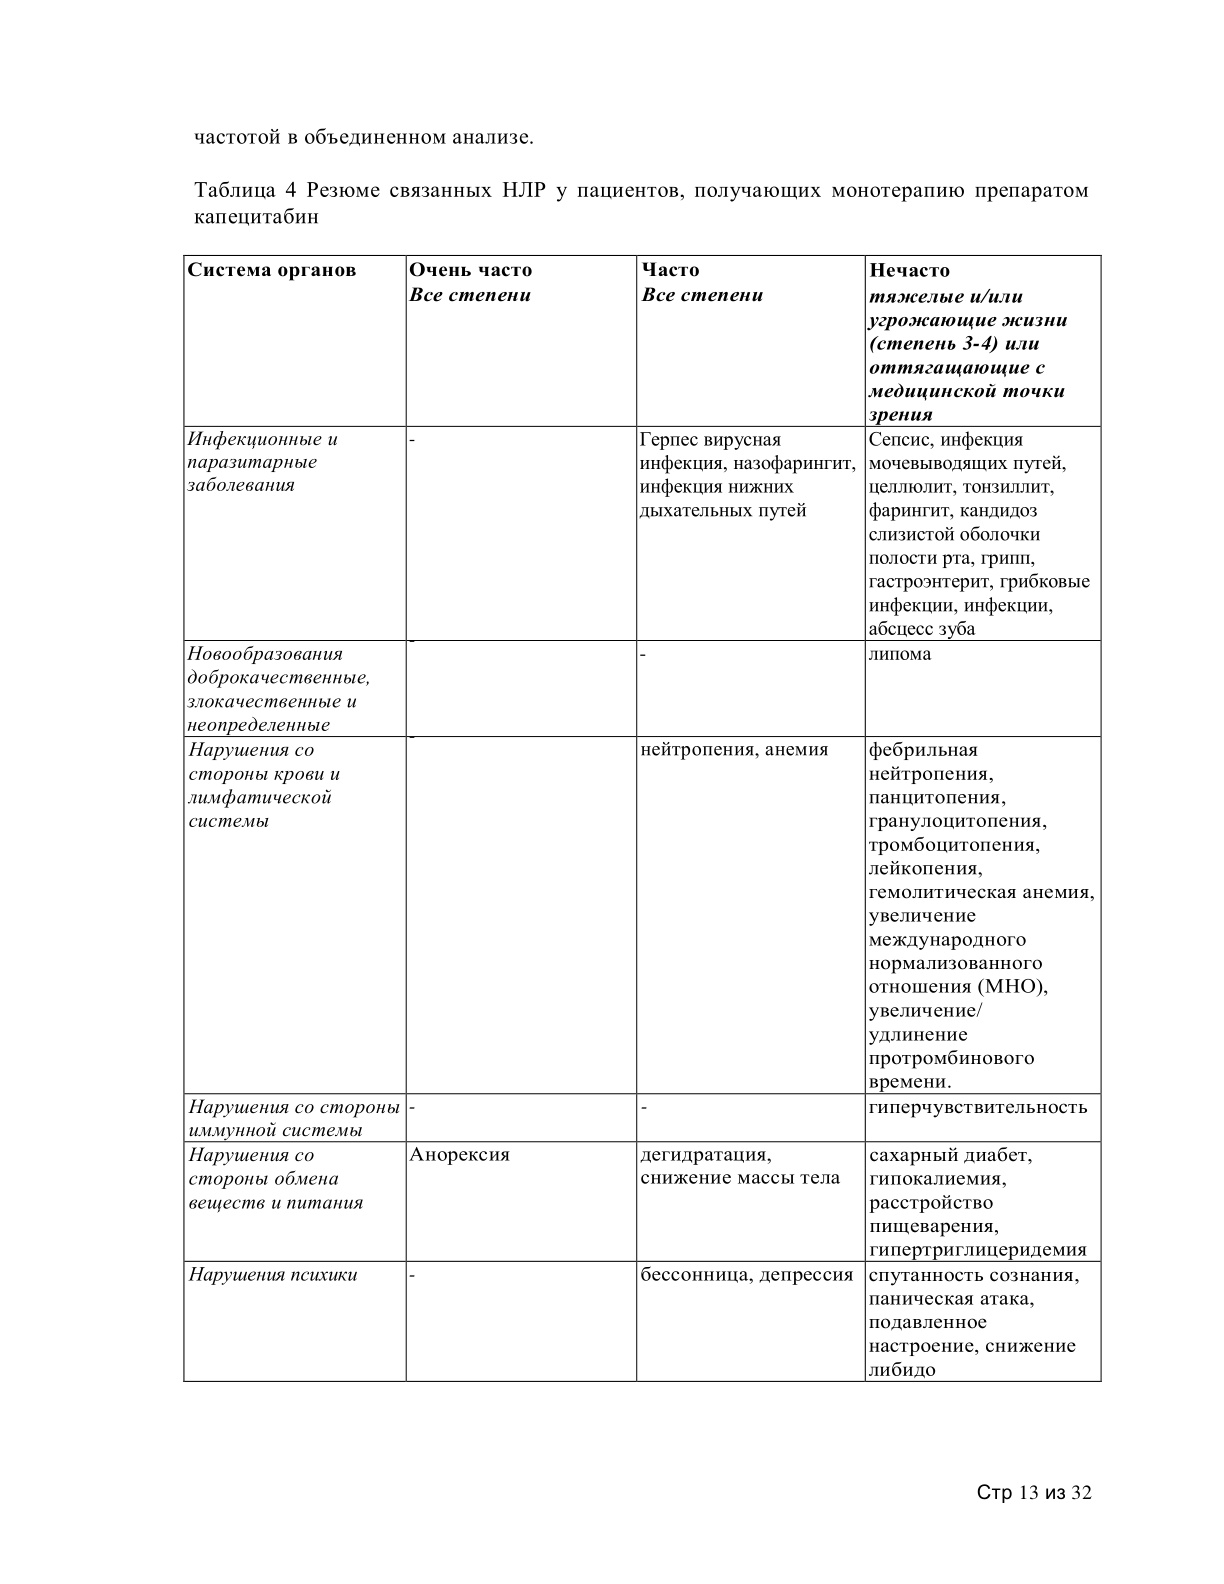 частотой в объединенном анализе.
Таблица 4 Резюме связанных НЛР у пациентов, получающих монотерапию препаратом
капецитабин
Система органов
Очень часто
Все степени
Часто
Все степени
Нечасто
тяжелые и/или
угрожающие жизни
(степень 3-4) или
оттягащающие с
медицинской точки
зрения
Инфекционные и
паразитарные
заболевания
-
Герпес вирусная
инфекция, назофарингит,
инфекция нижних
дыхательных путей
Сепсис, инфекция
мочевыводящих путей,
целлюлит, тонзиллит,
фарингит, кандидоз
слизистой оболочки
полости рта, грипп,
гастроэнтерит, грибковые
инфекции, инфекции,
абсцесс зуба
Новообразования
доброкачественные,
злокачественные и
неопределенные
-
-
липома
Нарушения со
стороны крови и
лимфатической
системы
-
нейтропения, анемия
фебрильная
нейтропения,
панцитопения,
гранулоцитопения,
тромбоцитопения,
лейкопения,
гемолитическая анемия,
увеличение
международного
нормализованного
отношения (МНО),
увеличение/
удлинение
протромбинового
времени.
Нарушения со стороны
иммунной системы
-
-
гиперчувствительность
Нарушения со
стороны обмена
веществ и питания
Анорексия
дегидратация,
снижение массы тела
сахарный диабет,
гипокалиемия,
расстройство
пищеварения,
гипертриглицеридемия
Нарушения психики
-
бессонница, депрессия
спутанность сознания,
паническая атака,
подавленное
настроение, снижение
либидо
Стр 13 из 32